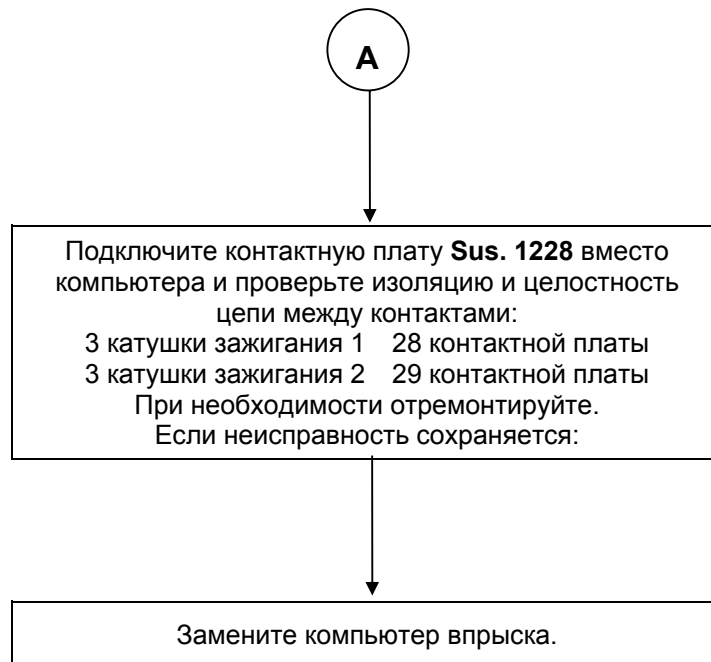 A
Подключите контактную плату Sus. 1228 вместо
компьютера и проверьте изоляцию и целостность
цепи между контактами:
3 катушки зажигания 1 28 контактной платы
3 катушки зажигания 2 29 контактной платы
При необходимости отремонтируйте.
Если неисправность сохраняется:
Замените компьютер впрыска.